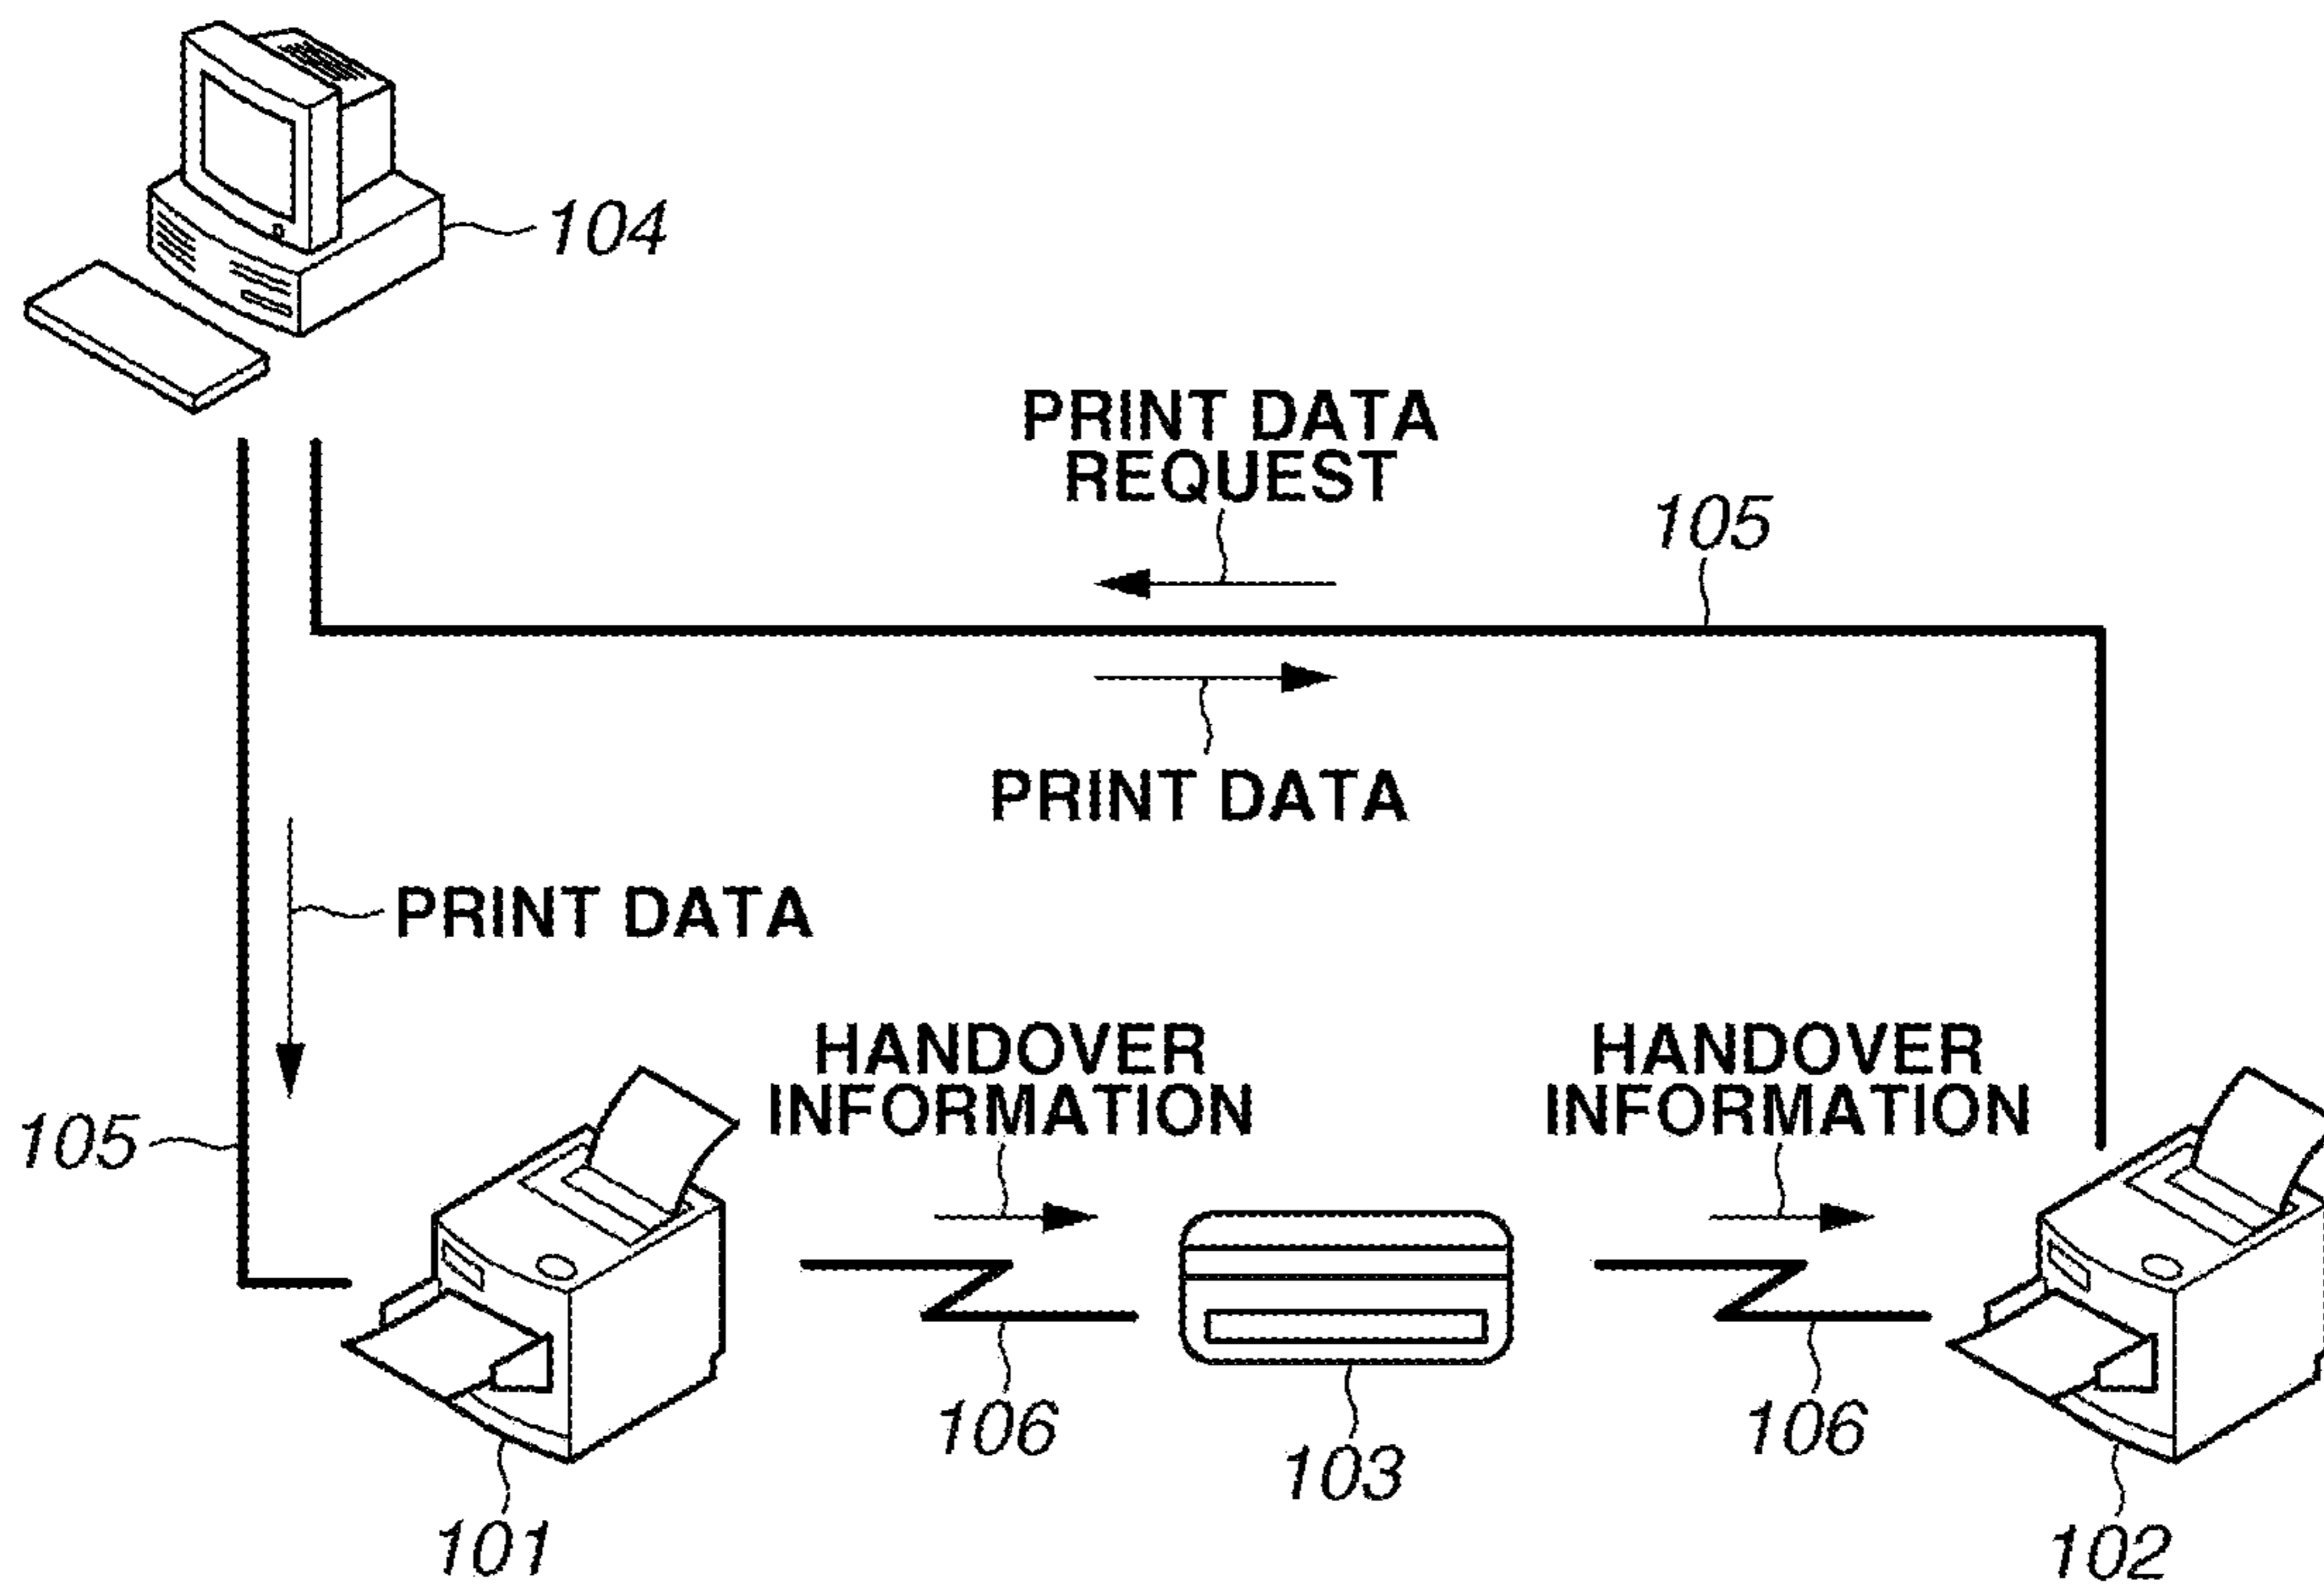 104
PRINT DATA
REQUEST
105
PRINT DATA
PRINT DATA
HANDOVER
INFORMATION
HANDOVER
INFORMATION
105
106
103
106
101
102